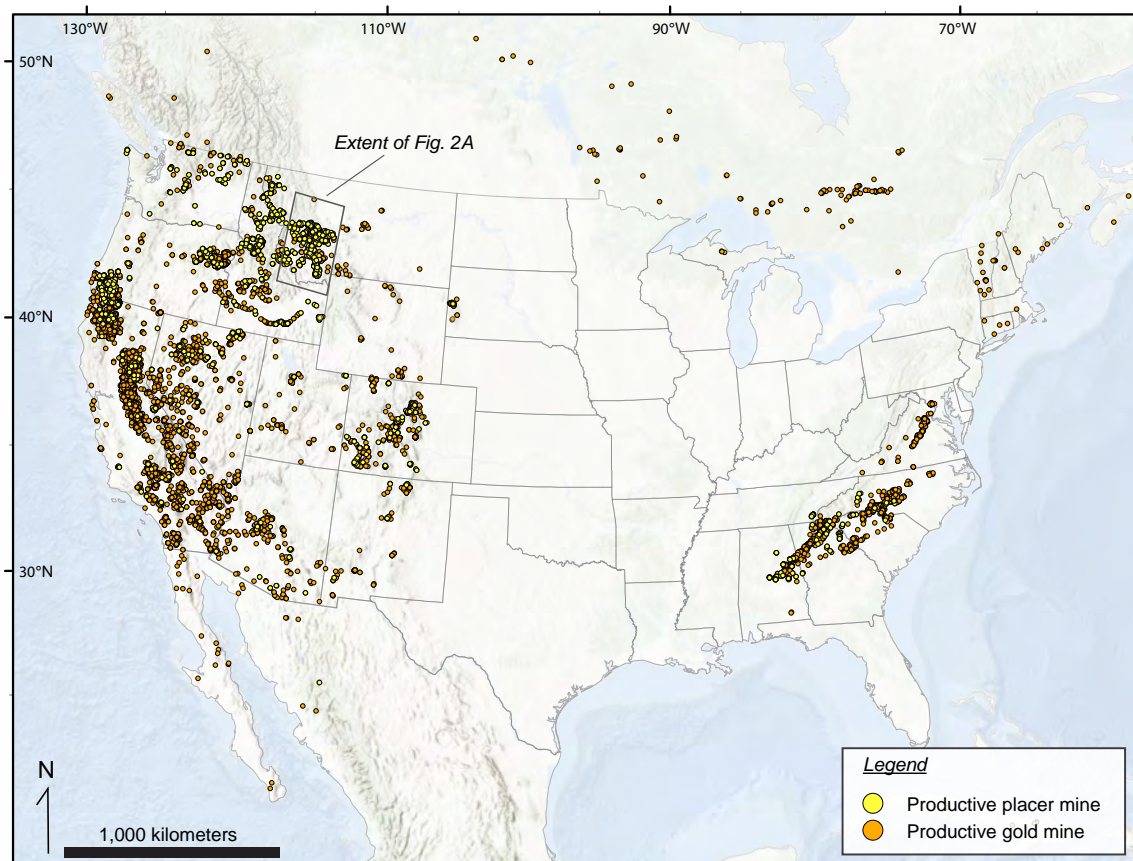 130°W 110°W 90°W 70°W
50°N
Extent of Fig. 2A
40°N
30°N
N
1,000 kilometers
Legend
Productive placer mine
Productive gold mine